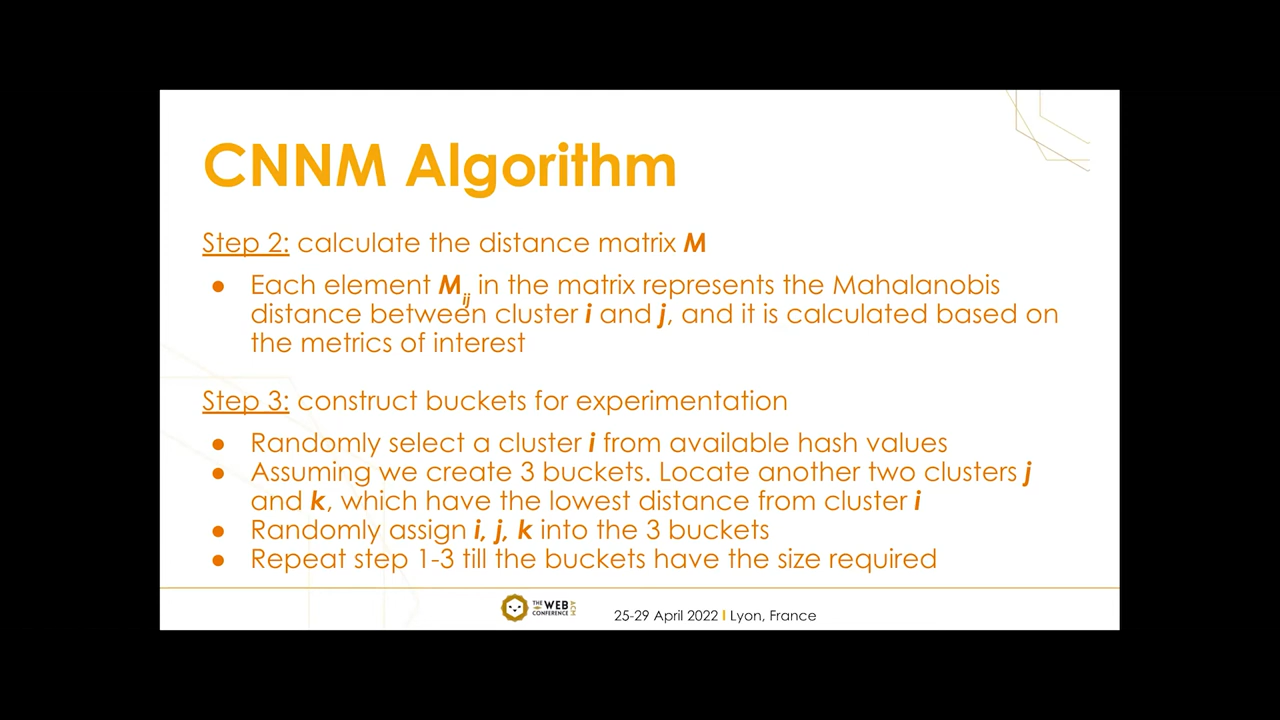 CNNM Algorithm
Step 2: calculate the distance matrix M
● Each element Mij in the matrix represents the Mahalanobis
distance between cluster i and j, and it is calculated based on
the metrics of interest
Step 3: construct buckets for experimentation
● Randomly select a cluster i from available hash values
● Assuming we create 3 buckets. Locate another two clusters j
and k, which have the lowest distance from cluster i
● Randomly assign i, j, k into the 3 buckets
● Repeat step 1-3 till the buckets have the size required
THE WEB
CONFERENCE
ACM
25-29 April 2022 I Lyon, France